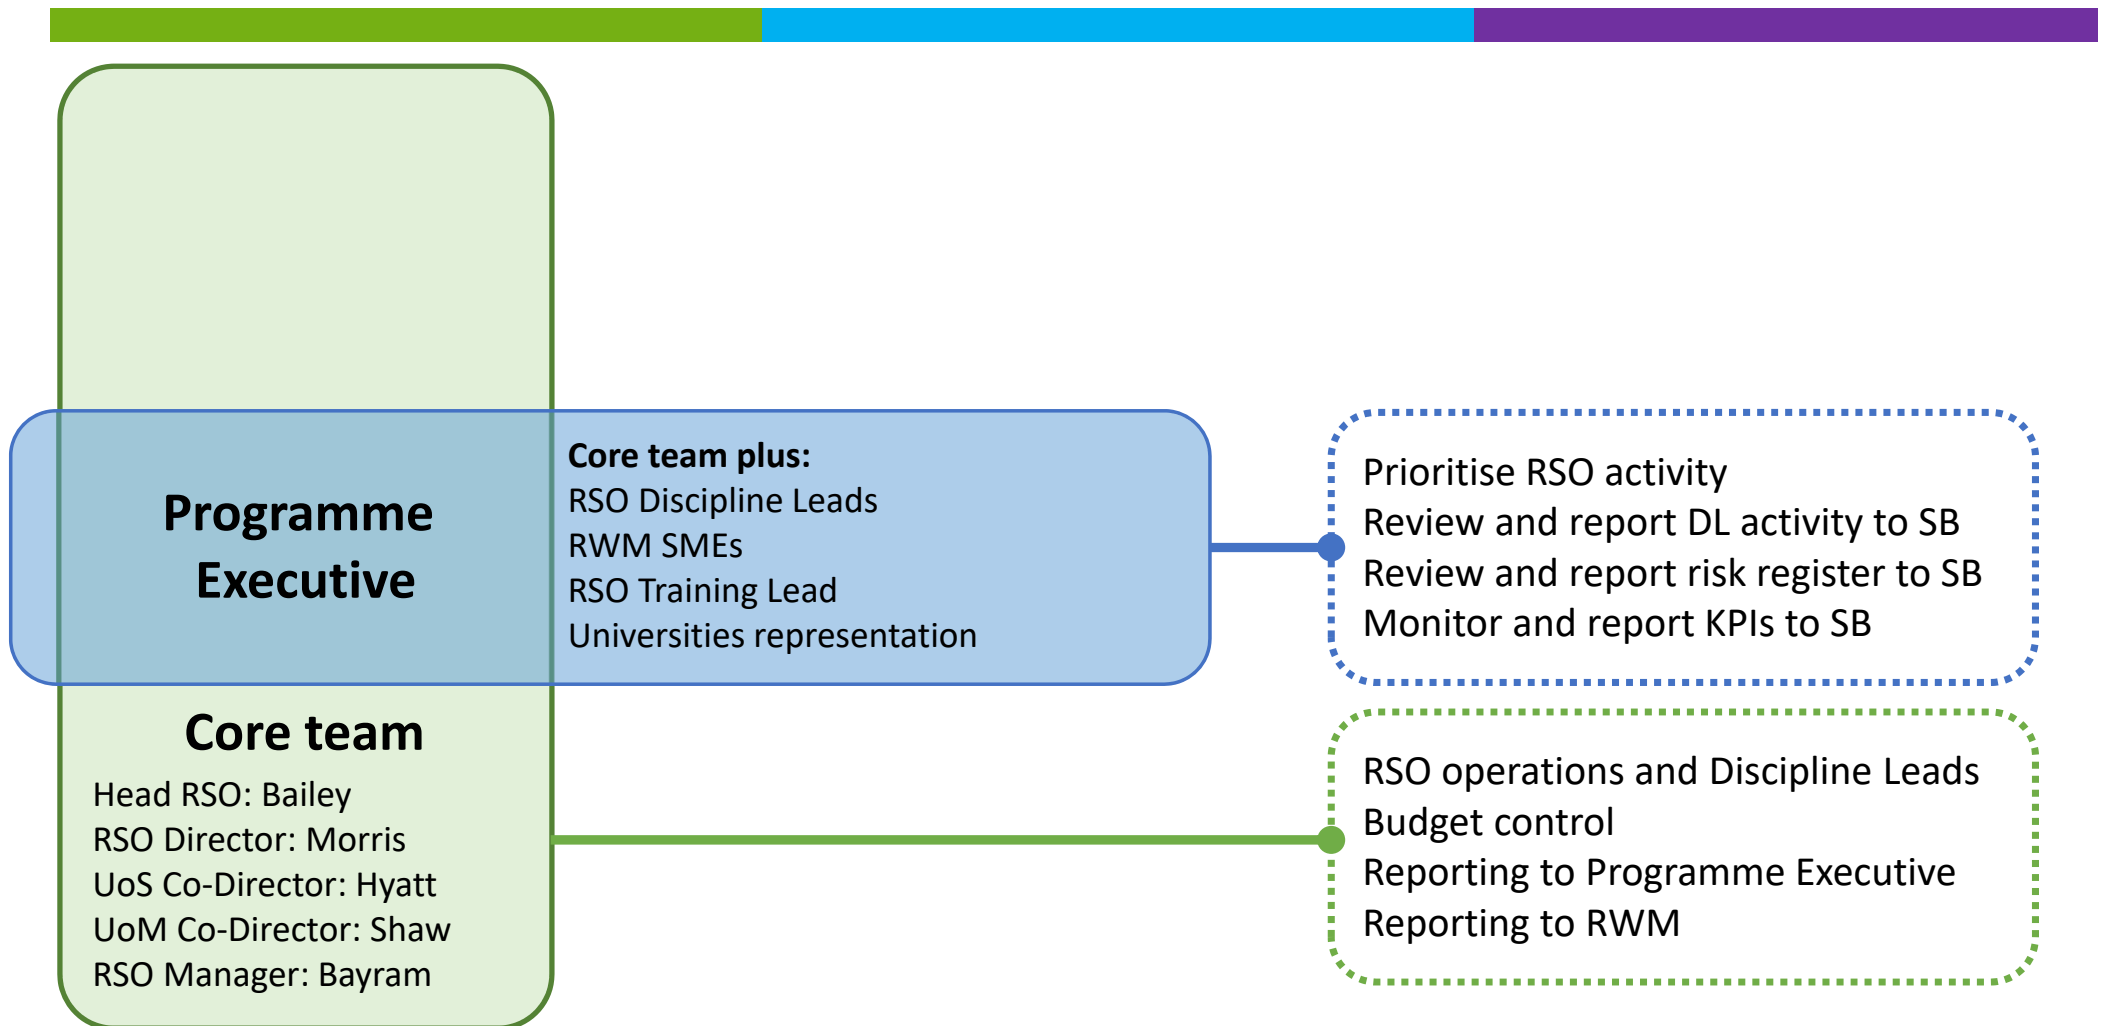 Programme
Executive
Core team plus:
RSO Discipline Leads
RWM SMEs
RSO Training Lead
Universities representation
Prioritise RSO activity
Review and report DL activity to SB
Review and report risk register to SB
Monitor and report KPIs to SB
Core team
Head RSO: Bailey
RSO Director: Morris
UoS Co-Director: Hyatt
UoM Co-Director: Shaw
RSO Manager: Bayram
RSO operations and Discipline Leads
Budget control
Reporting to Programme Executive
Reporting to RWM